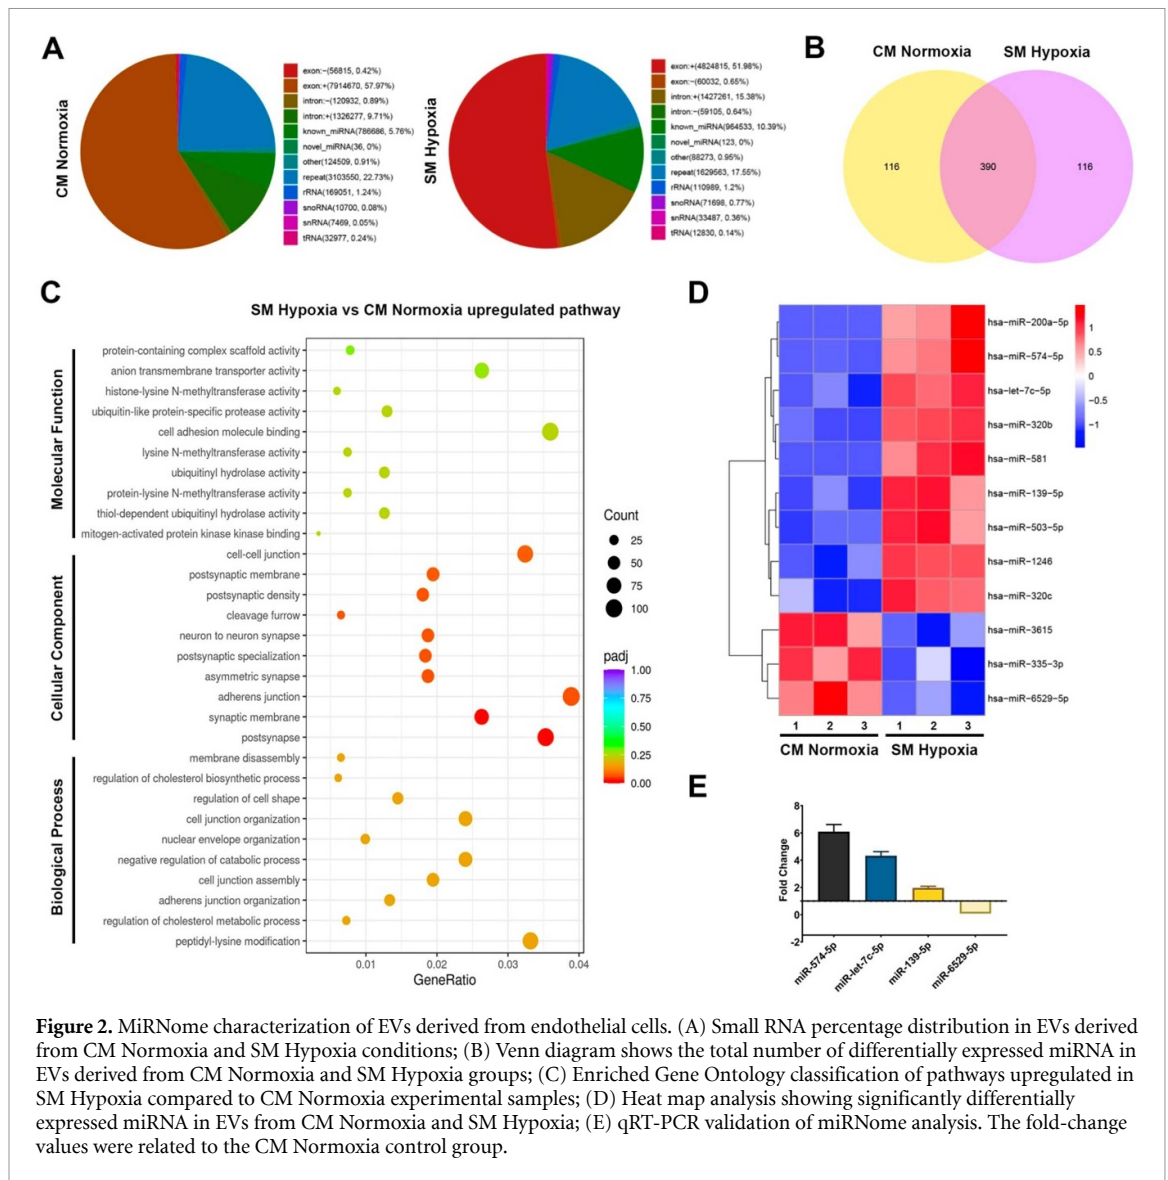 A
CM Normoxia
exon:−(56815, 0.42%)
exon:+(7914670, 57.97%)
intron:−(120932, 0.89%)
intron:+(1326277, 9.71%)
known_miRNA(786686, 5.76%)
novel_miRNA(36, 0%)
other(124509, 0.91%)
repeat(3103550, 22.73%)
rRNA(169051, 1.24%)
snoRNA(10700, 0.08%)
snRNA(7469, 0.05%)
tRNA(32977, 0.24%)
SM Hypoxia
exon:+(4824815, 51.98%)
exon:−(60032, 0.65%)
intron:+(1427261, 15.38%)
intron:−(59105, 0.64%)
known_miRNA(964533, 10.39%)
novel_miRNA(123, 0%)
other(88273, 0.95%)
repeat(1629563, 17.55%)
rRNA(110989, 1.2%)
snoRNA(71698, 0.77%)
snRNA(33487, 0.36%)
tRNA(12830, 0.14%)
B
CM Normoxia
SM Hypoxia
116
390
116
C
SM Hypoxia vs CM Normoxia upregulated pathway
Molecular Function
protein-containing complex scaffold activity
anion transmembrane transporter activity
histone-lysine N-methyltransferase activity
ubiquitin-like protein-specific protease activity
cell adhesion molecule binding
lysine N-methyltransferase activity
ubiquitinyl hydrolase activity
protein-lysine N-methyltransferase activity
thiol-dependent ubiquitinyl hydrolase activity
mitogen-activated protein kinase kinase binding
Cellular Component
cell-cell junction
postsynaptic membrane
postsynaptic density
cleavage furrow
neuron to neuron synapse
postsynaptic specialization
asymmetric synapse
adherens junction
synaptic membrane
postsynapse
Biological Process
membrane disassembly
regulation of cholesterol biosynthetic process
regulation of cell shape
cell junction organization
nuclear envelope organization
negative regulation of catabolic process
cell junction assembly
adherens junction organization
regulation of cholesterol metabolic process
peptidyl-lysine modification
0.01 0.02 0.03 0.04
GeneRatio
Count
25
50
75
100
padj
1.00
0.75
0.50
0.25
0.00
D
hsa−miR−200a−5p
hsa−miR−574−5p
hsa−let−7c−5p
hsa−miR−320b
hsa−miR−581
hsa−miR−139−5p
hsa−miR−503−5p
hsa−miR−1246
hsa−miR−320c
hsa−miR−3615
hsa−miR−335−3p
hsa−miR−6529−5p
1
0.5
0
−0.5
−1
1 2 3 1 2 3
CM Normoxia SM Hypoxia
E
Fold Change
8
6
4
2
0
-2
miR-574-5p
miR-let-7c-5p
miR-139-5p
miR-6529-5p
Figure 2. MiRNome characterization of EVs derived from endothelial cells. (A) Small RNA percentage distribution in EVs derived
from CM Normoxia and SM Hypoxia conditions; (B) Venn diagram shows the total number of differentially expressed miRNA in
EVs derived from CM Normoxia and SM Hypoxia groups; (C) Enriched Gene Ontology classification of pathways upregulated in
SM Hypoxia compared to CM Normoxia experimental samples; (D) Heat map analysis showing significantly differentially
expressed miRNA in EVs from CM Normoxia and SM Hypoxia; (E) qRT-PCR validation of miRNome analysis. The fold-change
values were related to the CM Normoxia control group.